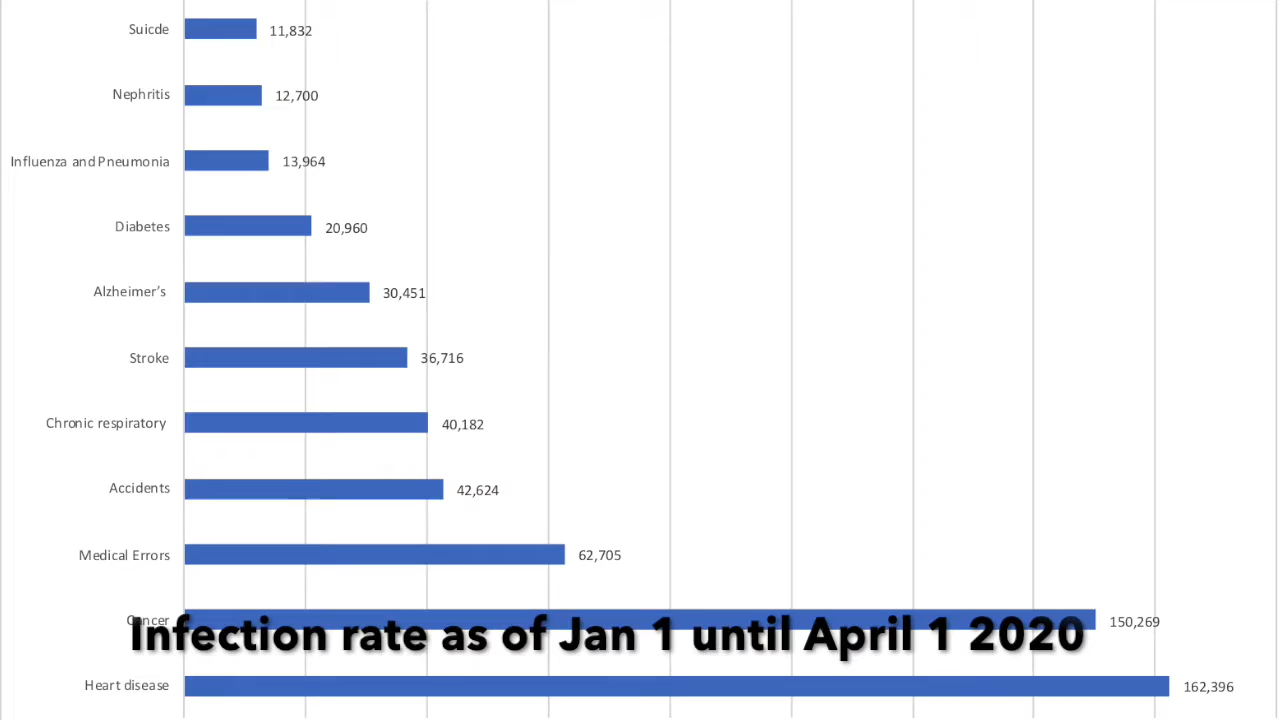 Suicde 11,832
Nephritis 12,700
Influenza and Pneumonia 13,964
Diabetes 20,960
Alzheimer’s 30,451
Stroke 36,716
Chronic respiratory 40,182
Accidents 42,624
Medical Errors 62,705
Cancer 150,269
Infection rate as of Jan 1 until April 1 2020
Heart disease 162,396